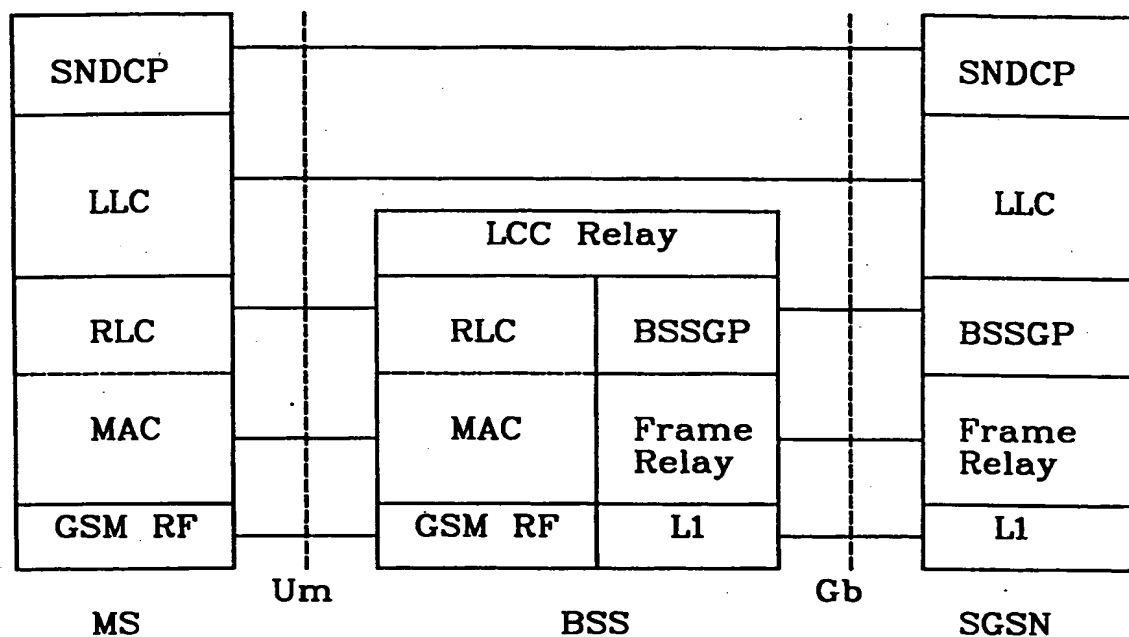 SNDCP
SNDCP
LLC
LLC
LCC Relay
RLC
RLC
BSSGP
BSSGP
MAC
MAC
Frame
Relay
Frame
Relay
GSM RF
GSM RF
L1
L1
Um
Gb
MS
BSS
SGSN